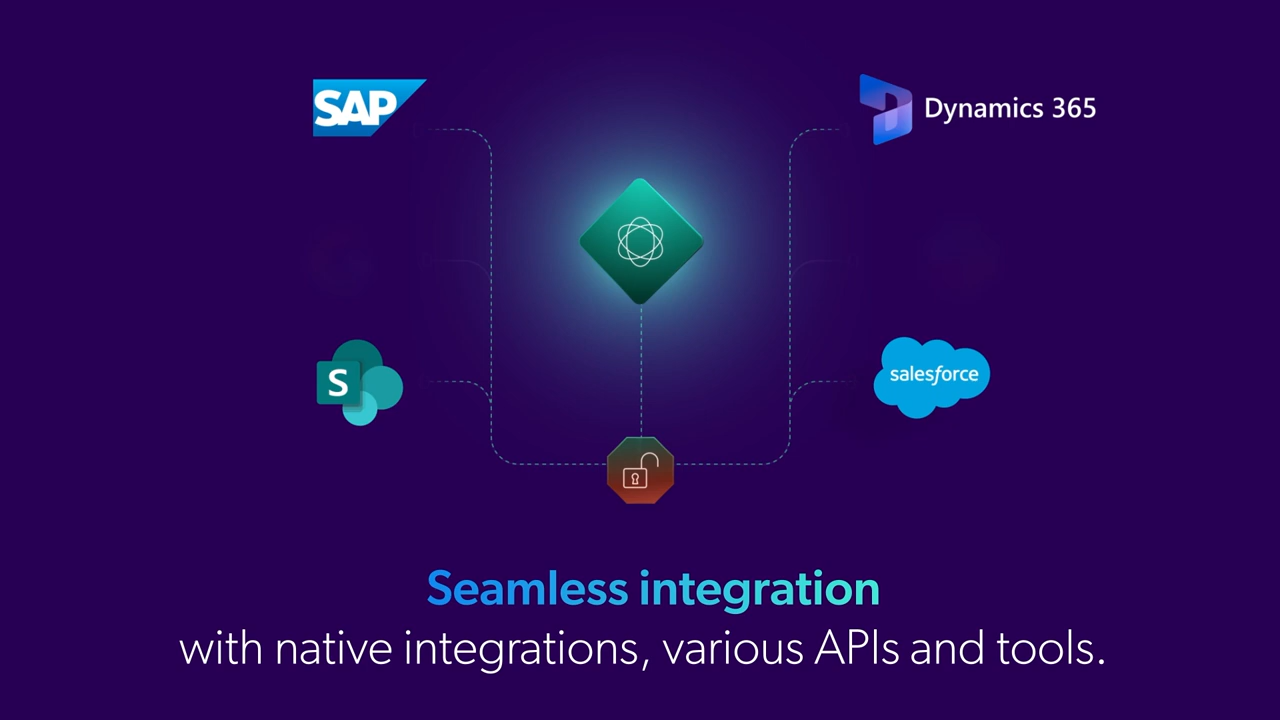 SAP
Dynamics 365
S
salesforce
Seamless integration
with native integrations, various APIs and tools.